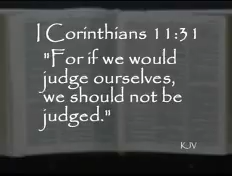 I Corinthians 11:31
"For if we would
judge ourselves,
we should not be
judged."
KJV